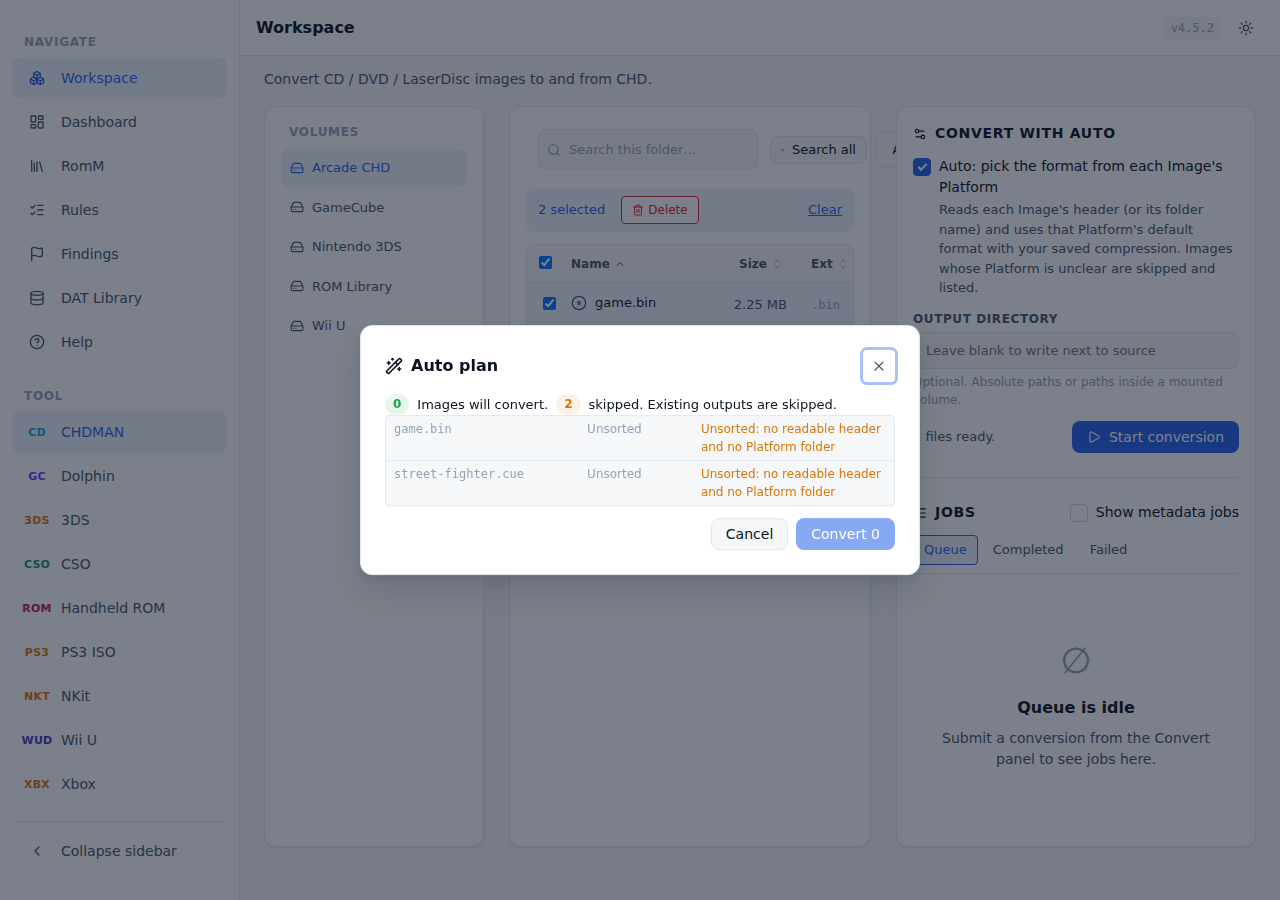 NAVIGATE
Workspace
Dashboard
RomM
Rules
Findings
DAT Library
Help
TOOL
CD CHDMAN
GC Dolphin
3DS 3DS
CSO CSO
ROM Handheld ROM
PS3 PS3 ISO
NKT NKit
WUD Wii U
XBX Xbox
Collapse sidebar
Workspace
v4.5.2
Convert CD / DVD / LaserDisc images to and from CHD.
VOLUMES
Arcade CHD
GameCube
Nintendo 3DS
ROM Library
Wii U
Search this folder...
Search all
2 selected
Delete
Clear
Name
Size
Ext
game.bin
2.25 MB
.bin
CONVERT WITH AUTO
Auto: pick the format from each Image's
Platform
Reads each Image's header (or its folder
name) and uses that Platform's default
format with your saved compression. Images
whose Platform is unclear are skipped and
listed.
OUTPUT DIRECTORY
Leave blank to write next to source
Optional. Absolute paths or paths inside a mounted
volume.
files ready.
Start conversion
JOBS
Show metadata jobs
Queue
Completed
Failed
Queue is idle
Submit a conversion from the Convert
panel to see jobs here.
Auto plan
0 Images will convert. 2 skipped. Existing outputs are skipped.
game.bin
Unsorted
Unsorted: no readable header
and no Platform folder
street-fighter.cue
Unsorted
Unsorted: no readable header
and no Platform folder
Cancel
Convert 0